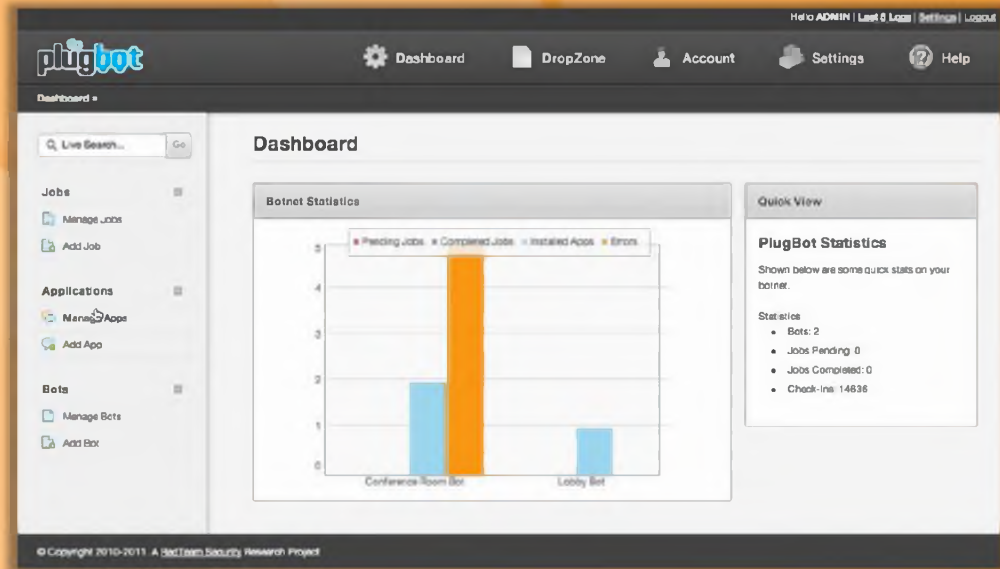 Hello ADMIN | Last 5 Logs | Settings | Logout
plugbot
Dashboard
DropZone
Account
Settings
Help
Dashboard »
Live Search...
Go
Dashboard
Jobs
Manage Jobs
Add Job
Applications
Manage Apps
Add App
Bots
Manage Bots
Add Bot
Botnet Statistics
Pending Jobs Completed Jobs Installed Apps Errors
5
4
3
2
1
0
Conference Room Bot
Lobby Bot
Quick View
PlugBot Statistics
Shown below are some quick stats on your
botnet.
Statistics
• Bots: 2
• Jobs Pending: 0
• Jobs Completed: 0
• Check-Ins: 14636
© Copyright 2010-2011 A RedTeam Security Research Project